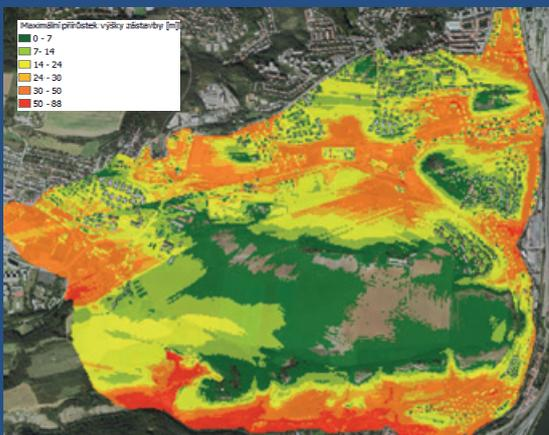 Maximální přírůstek výšky zástavby [m]
0 - 7
7 - 14
14 - 24
24 - 30
30 - 50
50 - 88